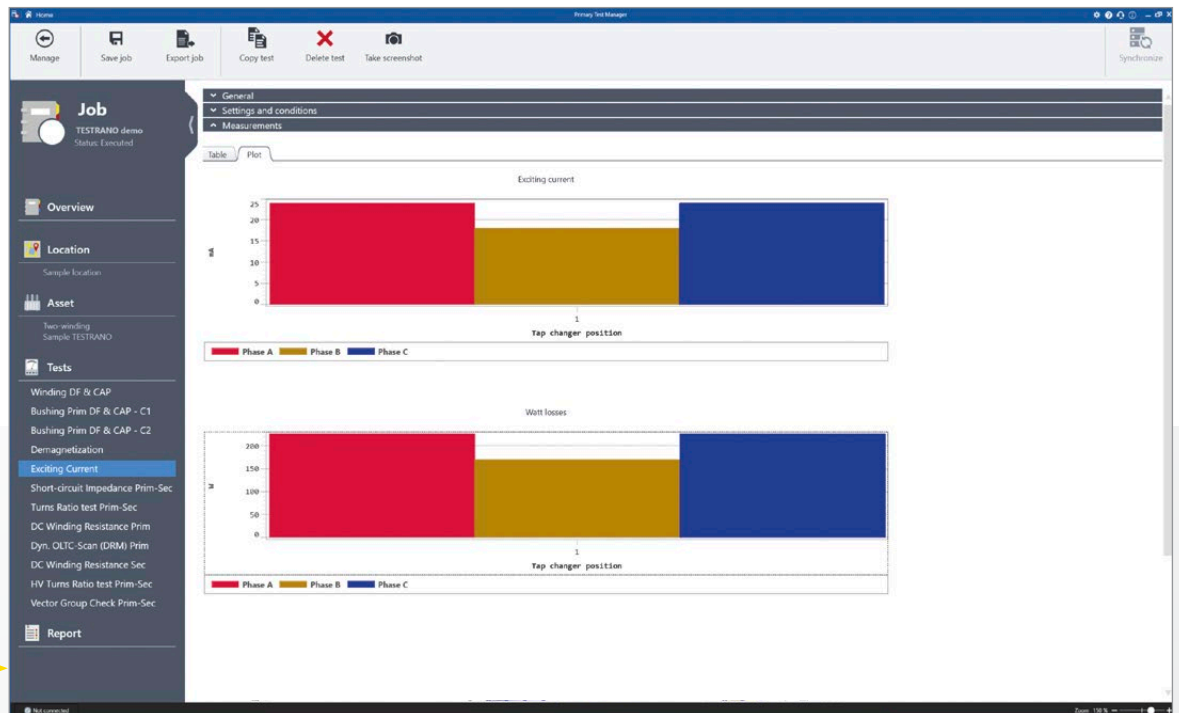 Home
Primary Test Manager
Manage
Save job
Export job
Copy test
Delete test
Take screenshot
Synchronize
Job
TESTRANO demo
Status: Executed
Overview
Location
Sample location
Asset
Two-winding
Sample TESTRANO
Tests
Winding DF & CAP
Bushing Prim DF & CAP - C1
Bushing Prim DF & CAP - C2
Demagnetization
Exciting Current
Short-circuit Impedance Prim-Sec
Turns Ratio test Prim-Sec
DC Winding Resistance Prim
Dyn. OLTC-Scan (DRM) Prim
DC Winding Resistance Sec
HV Turns Ratio test Prim-Sec
Vector Group Check Prim-Sec
Report
General
Settings and conditions
Measurements
Table
Plot
Exciting current
25
20
15
10
5
0
mA
1
Tap changer position
Phase A Phase B Phase C
Watt losses
200
150
100
50
0
W
1
Tap changer position
Phase A Phase B Phase C
Not connected
Zoom 150 %